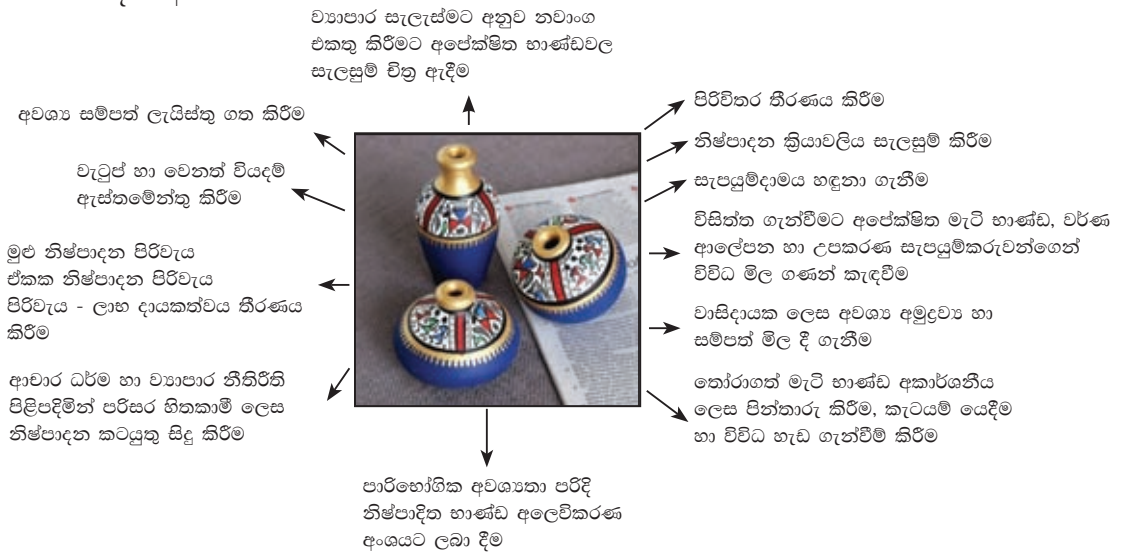 ව්‍යාපාර සැලැස්මට අනුව නවාංග
එකතු කිරීමට අපේක්ෂිත භාණ්ඩවල
සැලසුම් චිත්‍ර ඇදීම
අවශ්‍ය සම්පත් ලැයිස්තු ගත කිරීම
වැටුප් හා වෙනත් වියදම්
ඇස්තමේන්තු කිරීම
මුළු නිෂ්පාදන පිරිවැය
ඒකක නිෂ්පාදන පිරිවැය
පිරිවැය - ලාභ දායකත්වය තීරණය
කිරීම
ආචාර ධර්ම හා ව්‍යාපාර නීතිරීති
පිළිපදිමින් පරිසර හිතකාමී ලෙස
නිෂ්පාදන කටයුතු සිදු කිරීම
පිරිවිතර තීරණය කිරීම
නිෂ්පාදන ක්‍රියාවලිය සැලසුම් කිරීම
සැපයුම්දාමය හඳුනා ගැනීම
විසිත්ත ගැන්වීමට අපේක්ෂිත මැටි භාණ්ඩ, වර්ණ
ආලේපන හා උපකරණ සැපයුම්කරුවන්ගෙන්
විවිධ මිල ගණන් කැඳවීම
වාසිදායක ලෙස අවශ්‍ය අමුද්‍රව්‍ය හා
සම්පත් මිල දී ගැනීම
තෝරාගත් මැටි භාණ්ඩ අකාර්ශනීය
ලෙස පින්තාරු කිරීම, කැටයම් යෙදීම
හා විවිධ හැඩ ගැන්වීම් කිරීම
පාරිභෝගික අවශ්‍යතා පරිදි
නිෂ්පාදිත භාණ්ඩ අලෙවිකරණ
අංශයට ලබා දීම